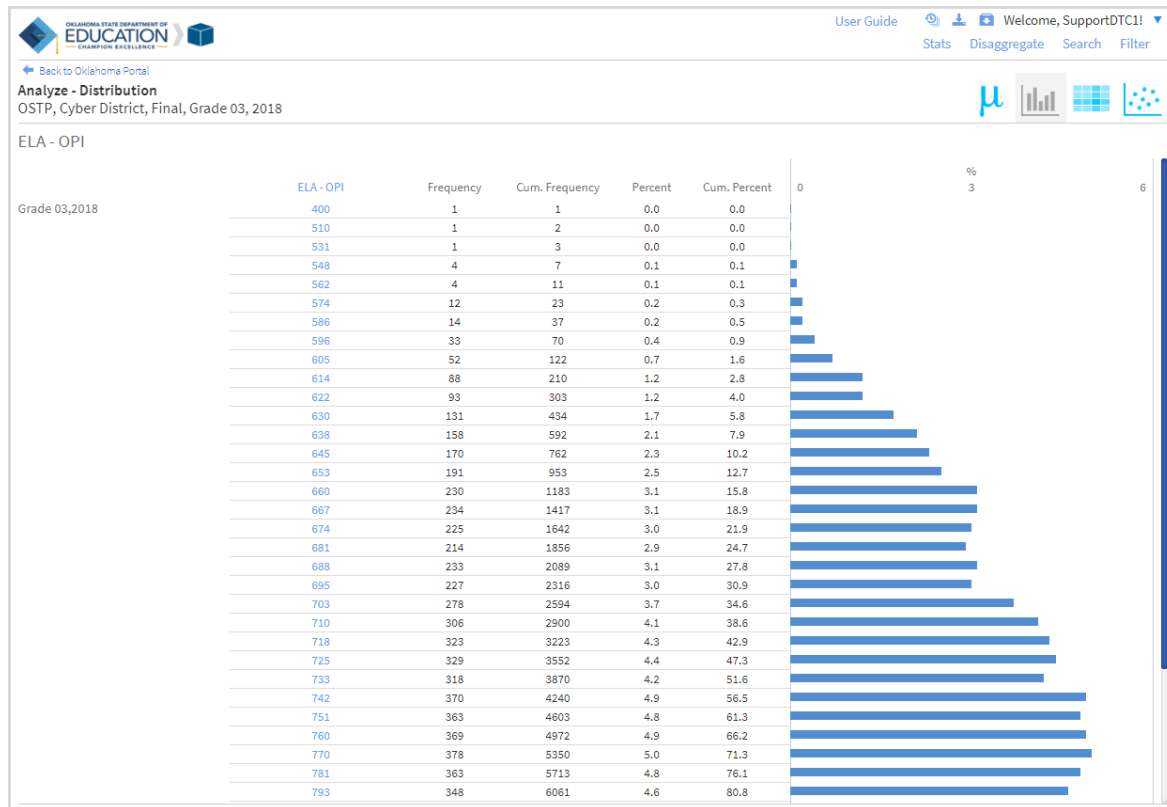 OKLAHOMA STATE DEPARTMENT OF
EDUCATION
CHAMPION EXCELLENCE
User Guide Welcome, SupportDTC1!
Stats Disaggregate Search Filter
Back to Oklahoma Portal
Analyze - Distribution
OSTP, Cyber District, Final, Grade 03, 2018
μ
ELA - OPI
%
ELA - OPI Frequency Cum. Frequency Percent Cum. Percent 0 3 6
Grade 03,2018 400 1 1 0.0 0.0
510 1 2 0.0 0.0
531 1 3 0.0 0.0
548 4 7 0.1 0.1
562 4 11 0.1 0.1
574 12 23 0.2 0.3
586 14 37 0.2 0.5
596 33 70 0.4 0.9
605 52 122 0.7 1.6
614 88 210 1.2 2.8
622 93 303 1.2 4.0
630 131 434 1.7 5.8
638 158 592 2.1 7.9
645 170 762 2.3 10.2
653 191 953 2.5 12.7
660 230 1183 3.1 15.8
667 234 1417 3.1 18.9
674 225 1642 3.0 21.9
681 214 1856 2.9 24.7
688 233 2089 3.1 27.8
695 227 2316 3.0 30.9
703 278 2594 3.7 34.6
710 306 2900 4.1 38.6
718 323 3223 4.3 42.9
725 329 3552 4.4 47.3
733 318 3870 4.2 51.6
742 370 4240 4.9 56.5
751 363 4603 4.8 61.3
760 369 4972 4.9 66.2
770 378 5350 5.0 71.3
781 363 5713 4.8 76.1
793 348 6061 4.6 80.8